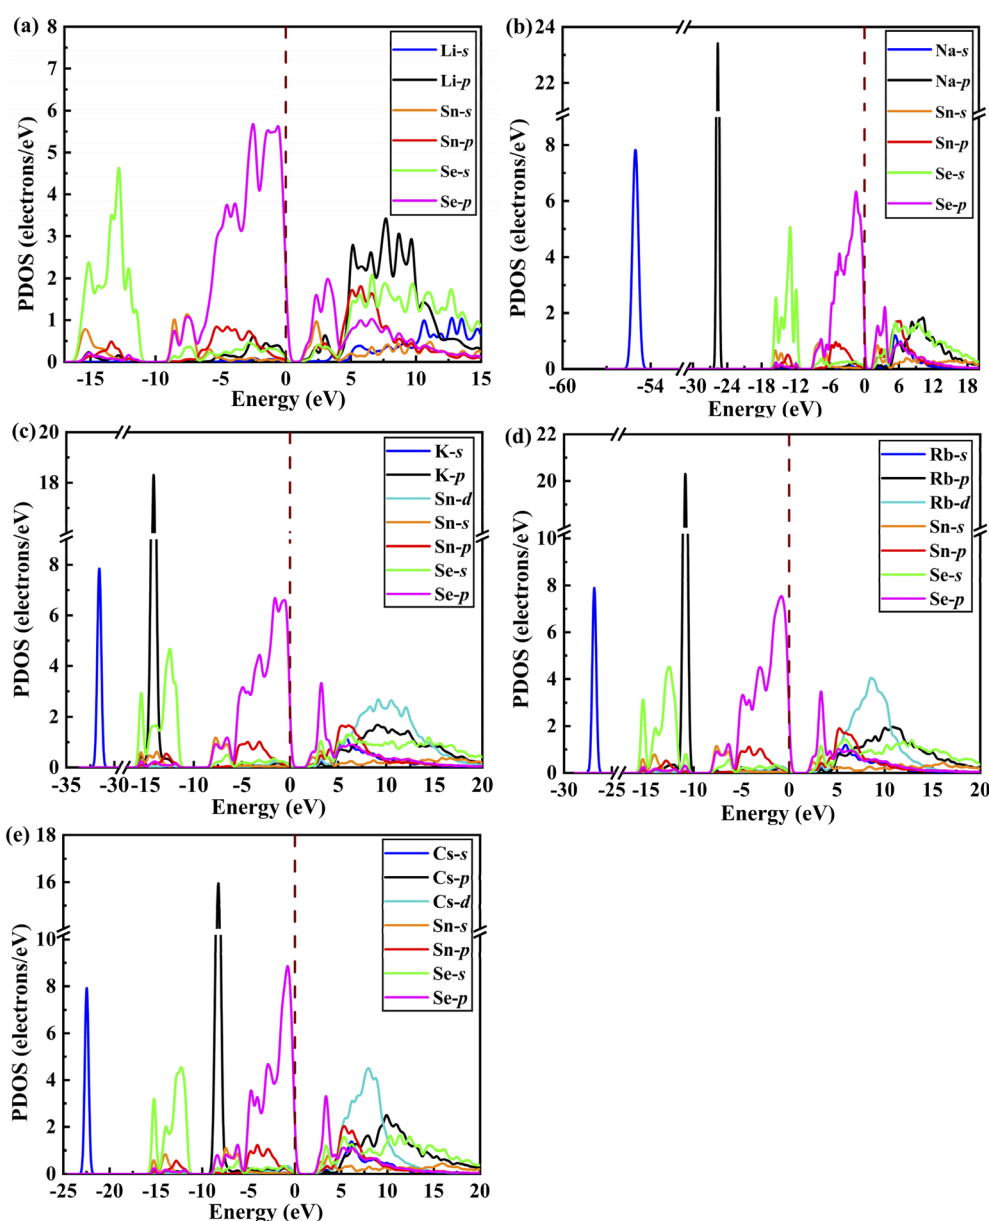 (a)
8
7
6
5
4
3
2
1
0
PDOS (electrons/eV)
Li-s
Li-p
Sn-s
Sn-p
Se-s
Se-p
-15 -10 -5 0 5 10 15
Energy (eV)
(b)
24
22
8
6
4
2
0
PDOS (electrons/eV)
Na-s
Na-p
Sn-s
Sn-p
Se-s
Se-p
-60 -54 -30 -24 -18 -12 -6 0 6 12 18
Energy (eV)
(c)
20
18
8
6
4
2
0
PDOS (electrons/eV)
K-s
K-p
Sn-d
Sn-s
Sn-p
Se-s
Se-p
-35 -30 -15 -10 -5 0 5 10 15 20
Energy (eV)
(d)
22
20
10
8
6
4
2
0
PDOS (electrons/eV)
Rb-s
Rb-p
Rb-d
Sn-s
Sn-p
Se-s
Se-p
-30 -25 -15 -10 -5 0 5 10 15 20
Energy (eV)
(e)
18
16
10
8
6
4
2
0
PDOS (electrons/eV)
Cs-s
Cs-p
Cs-d
Sn-s
Sn-p
Se-s
Se-p
-25 -20 -15 -10 -5 0 5 10 15 20
Energy (eV)